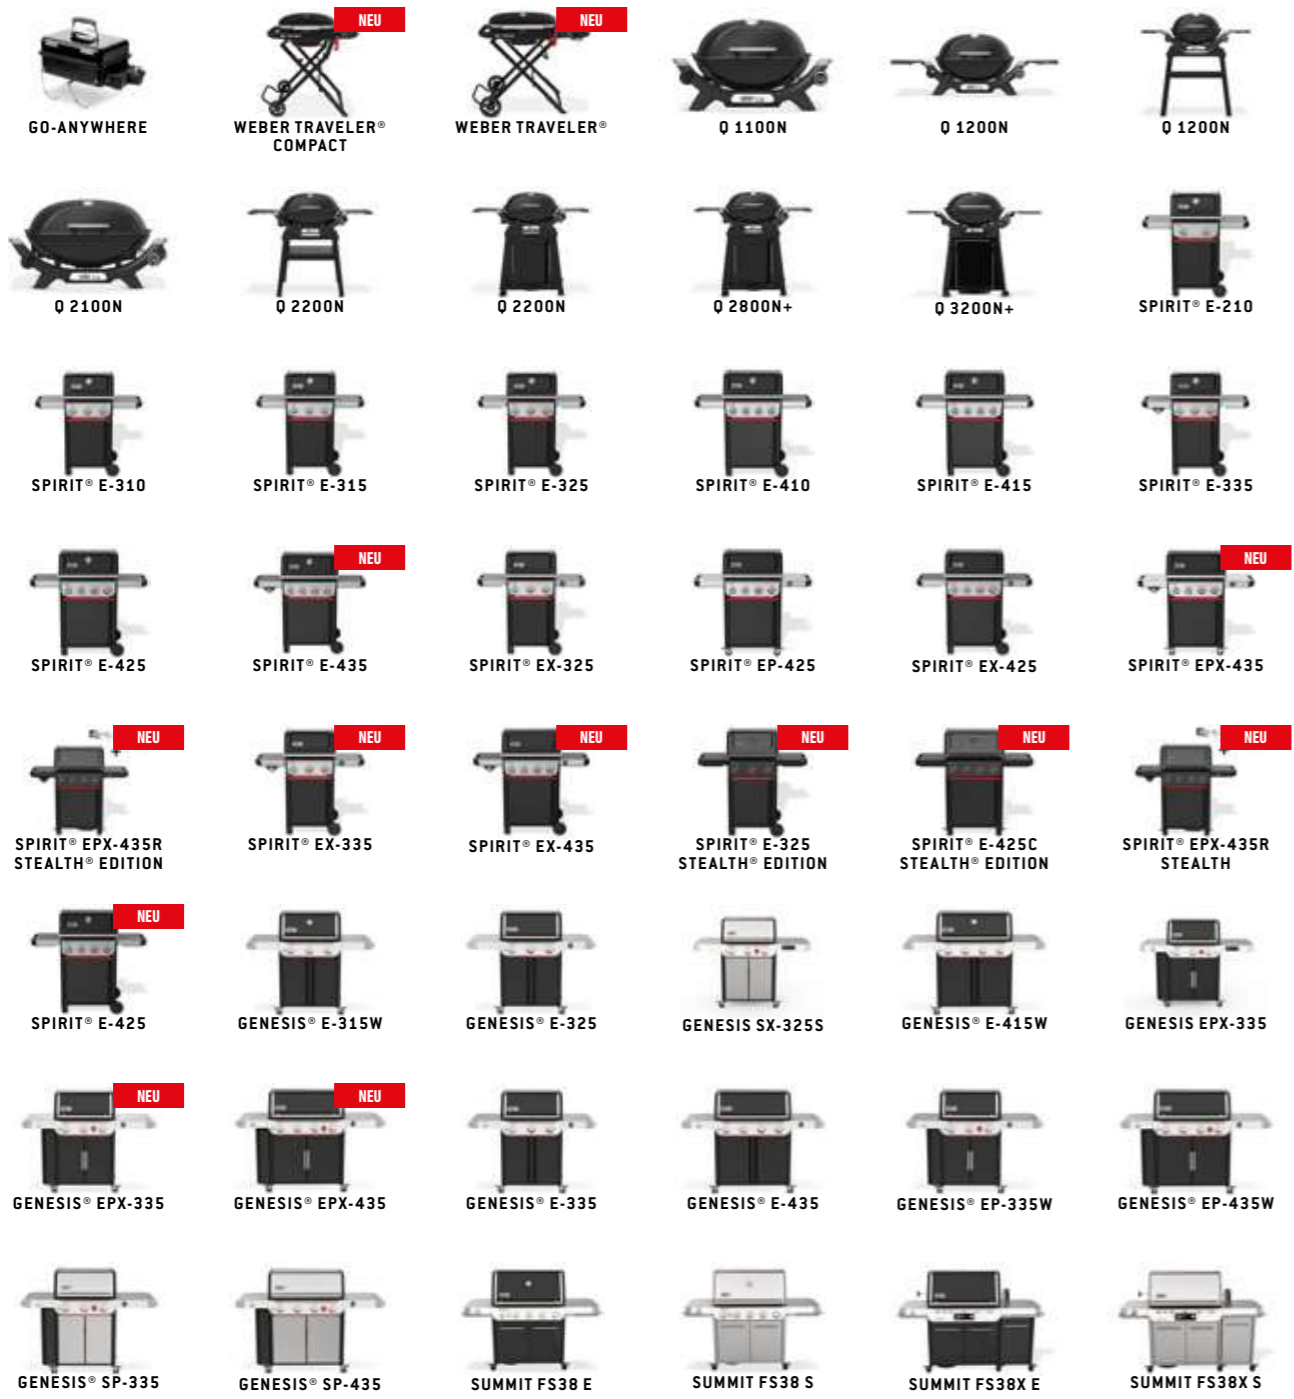 NEU
NEU
GO-ANYWHERE
WEBER TRAVELER®
COMPACT
WEBER TRAVELER®
Q 1100N
Q 1200N
Q 1200N
Q 2100N
Q 2200N
Q 2200N
Q 2800N+
Q 3200N+
SPIRIT® E-210
SPIRIT® E-310
SPIRIT® E-315
SPIRIT® E-325
SPIRIT® E-410
SPIRIT® E-415
SPIRIT® E-335
NEU
NEU
SPIRIT® E-425
SPIRIT® E-435
SPIRIT® EX-325
SPIRIT® EP-425
SPIRIT® EX-425
SPIRIT® EPX-435
NEU
NEU
NEU
NEU
NEU
NEU
SPIRIT® EPX-435R
STEALTH® EDITION
SPIRIT® EX-335
SPIRIT® EX-435
SPIRIT® E-325
STEALTH® EDITION
SPIRIT® E-425C
STEALTH® EDITION
SPIRIT® EPX-435R
STEALTH
NEU
SPIRIT® E-425
GENESIS® E-315W
GENESIS® E-325
GENESIS SX-325S
GENESIS® E-415W
GENESIS EPX-335
NEU
NEU
GENESIS® EPX-335
GENESIS® EPX-435
GENESIS® E-335
GENESIS® E-435
GENESIS® EP-335W
GENESIS® EP-435W
GENESIS® SP-335
GENESIS® SP-435
SUMMIT FS38 E
SUMMIT FS38 S
SUMMIT FS38X E
SUMMIT FS38X S